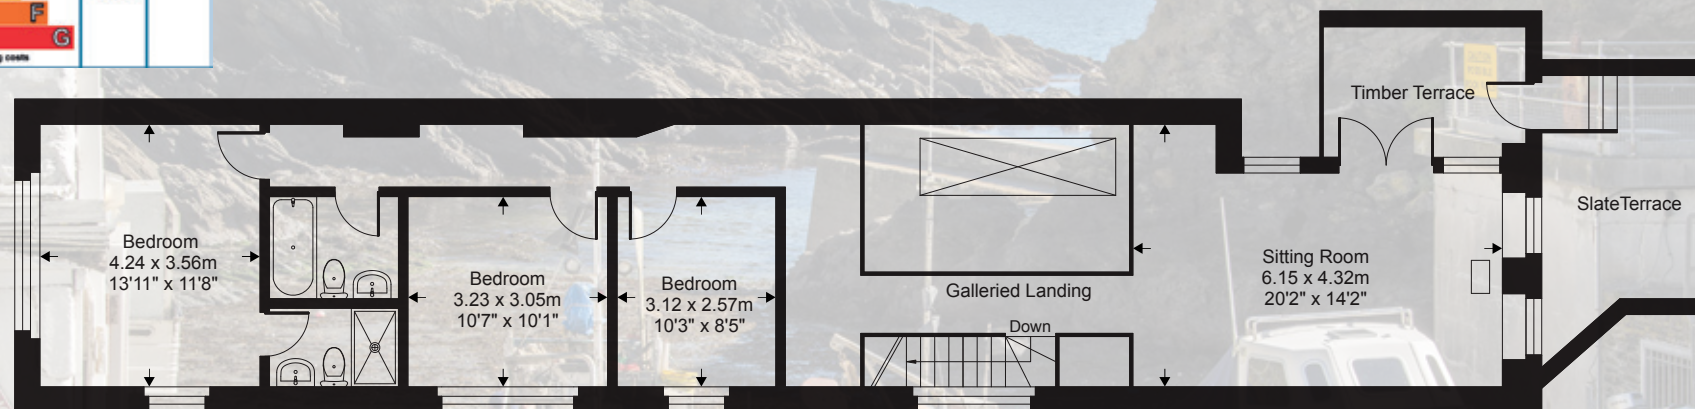 F
G
g costs
Timber Terrace
SlateTerrace
Bedroom
4.24 x 3.56m
13'11" x 11'8"
Bedroom
3.23 x 3.05m
10'7" x 10'1"
Bedroom
3.12 x 2.57m
10'3" x 8'5"
Galleried Landing
Down
Sitting Room
6.15 x 4.32m
20'2" x 14'2"